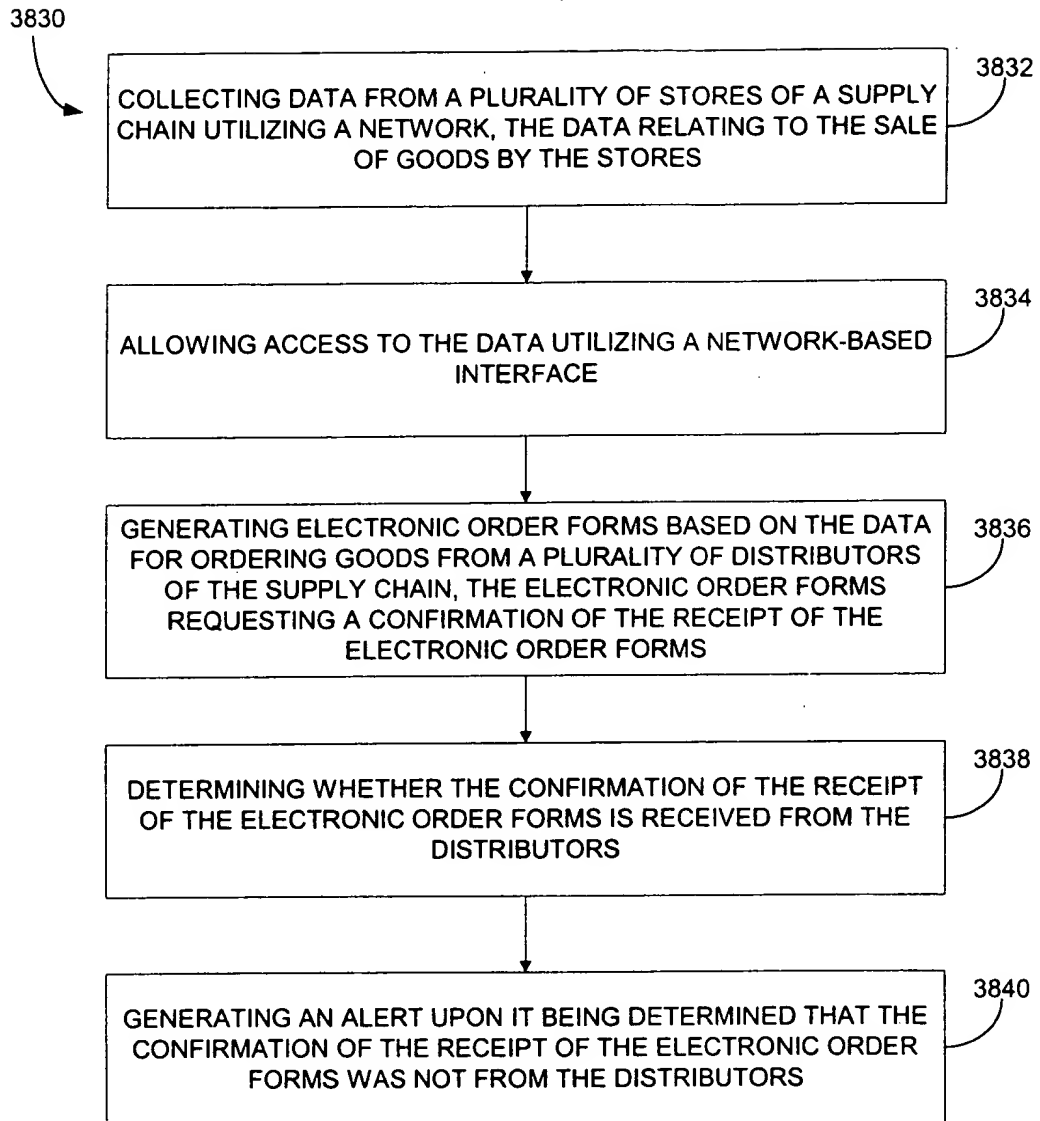 3830
3832
COLLECTING DATA FROM A PLURALITY OF STORES OF A SUPPLY
CHAIN UTILIZING A NETWORK, THE DATA RELATING TO THE SALE
OF GOODS BY THE STORES
3834
ALLOWING ACCESS TO THE DATA UTILIZING A NETWORK-BASED
INTERFACE
3836
GENERATING ELECTRONIC ORDER FORMS BASED ON THE DATA
FOR ORDERING GOODS FROM A PLURALITY OF DISTRIBUTORS
OF THE SUPPLY CHAIN, THE ELECTRONIC ORDER FORMS
REQUESTING A CONFIRMATION OF THE RECEIPT OF THE
ELECTRONIC ORDER FORMS
3838
DETERMINING WHETHER THE CONFIRMATION OF THE RECEIPT
OF THE ELECTRONIC ORDER FORMS IS RECEIVED FROM THE
DISTRIBUTORS
3840
GENERATING AN ALERT UPON IT BEING DETERMINED THAT THE
CONFIRMATION OF THE RECEIPT OF THE ELECTRONIC ORDER
FORMS WAS NOT FROM THE DISTRIBUTORS